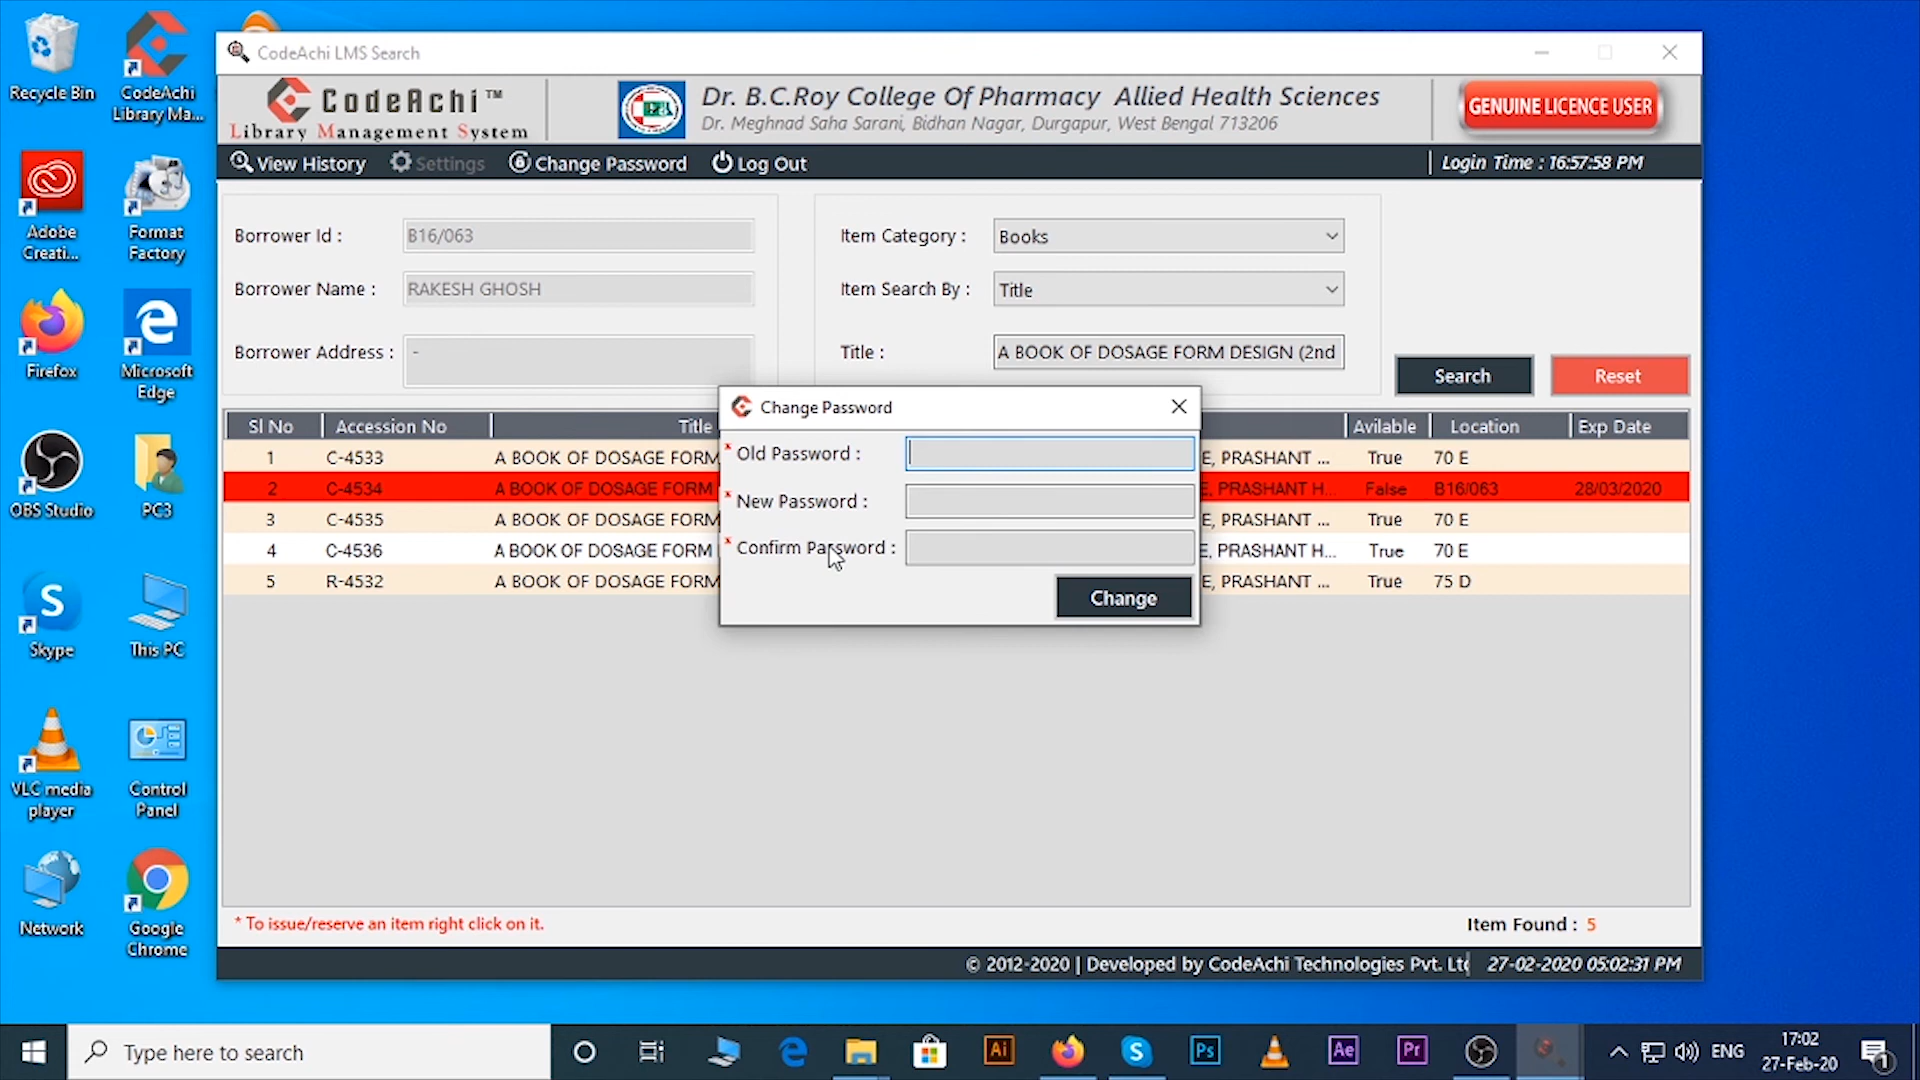 Recycle Bin
CodeAchi
Library Ma...
Adobe
Creati...
Format
Factory
Firefox
Microsoft
Edge
OBS Studio
PC3
Skype
This PC
VLC media
player
Control
Panel
Network
Google
Chrome
CodeAchi LMS Search
CodeAchi™
Library Management System
Dr. B.C.Roy College Of Pharmacy Allied Health Sciences
Dr. Meghnad Saha Sarani, Bidhan Nagar, Durgapur, West Bengal 713206
GENUINE LICENCE USER
View History Settings Change Password Log Out Login Time : 16:57:58 PM
Borrower Id : B16/063
Borrower Name : RAKESH GHOSH
Borrower Address : -
Item Category : Books
Item Search By : Title
Title : A BOOK OF DOSAGE FORM DESIGN (2nd
Search Reset
Sl No Accession No Title Avilable Location Exp Date
1 C-4533 A BOOK OF DOSAGE FORM E, PRASHANT ... True 70 E
2 C-4534 A BOOK OF DOSAGE FORM E, PRASHANT H... False B16/063 28/03/2020
3 C-4535 A BOOK OF DOSAGE FORM E, PRASHANT ... True 70 E
4 C-4536 A BOOK OF DOSAGE FORM E, PRASHANT H... True 70 E
5 R-4532 A BOOK OF DOSAGE FORM E, PRASHANT ... True 75 D
Change Password
* Old Password :
* New Password :
* Confirm Password :
Change
* To issue/reserve an item right click on it.
Item Found : 5
© 2012-2020 | Developed by CodeAchi Technologies Pvt. Ltd 27-02-2020 05:02:31 PM
Type here to search
Ai
Ps
Ae
Pr
ENG
17:02
27-Feb-20
1